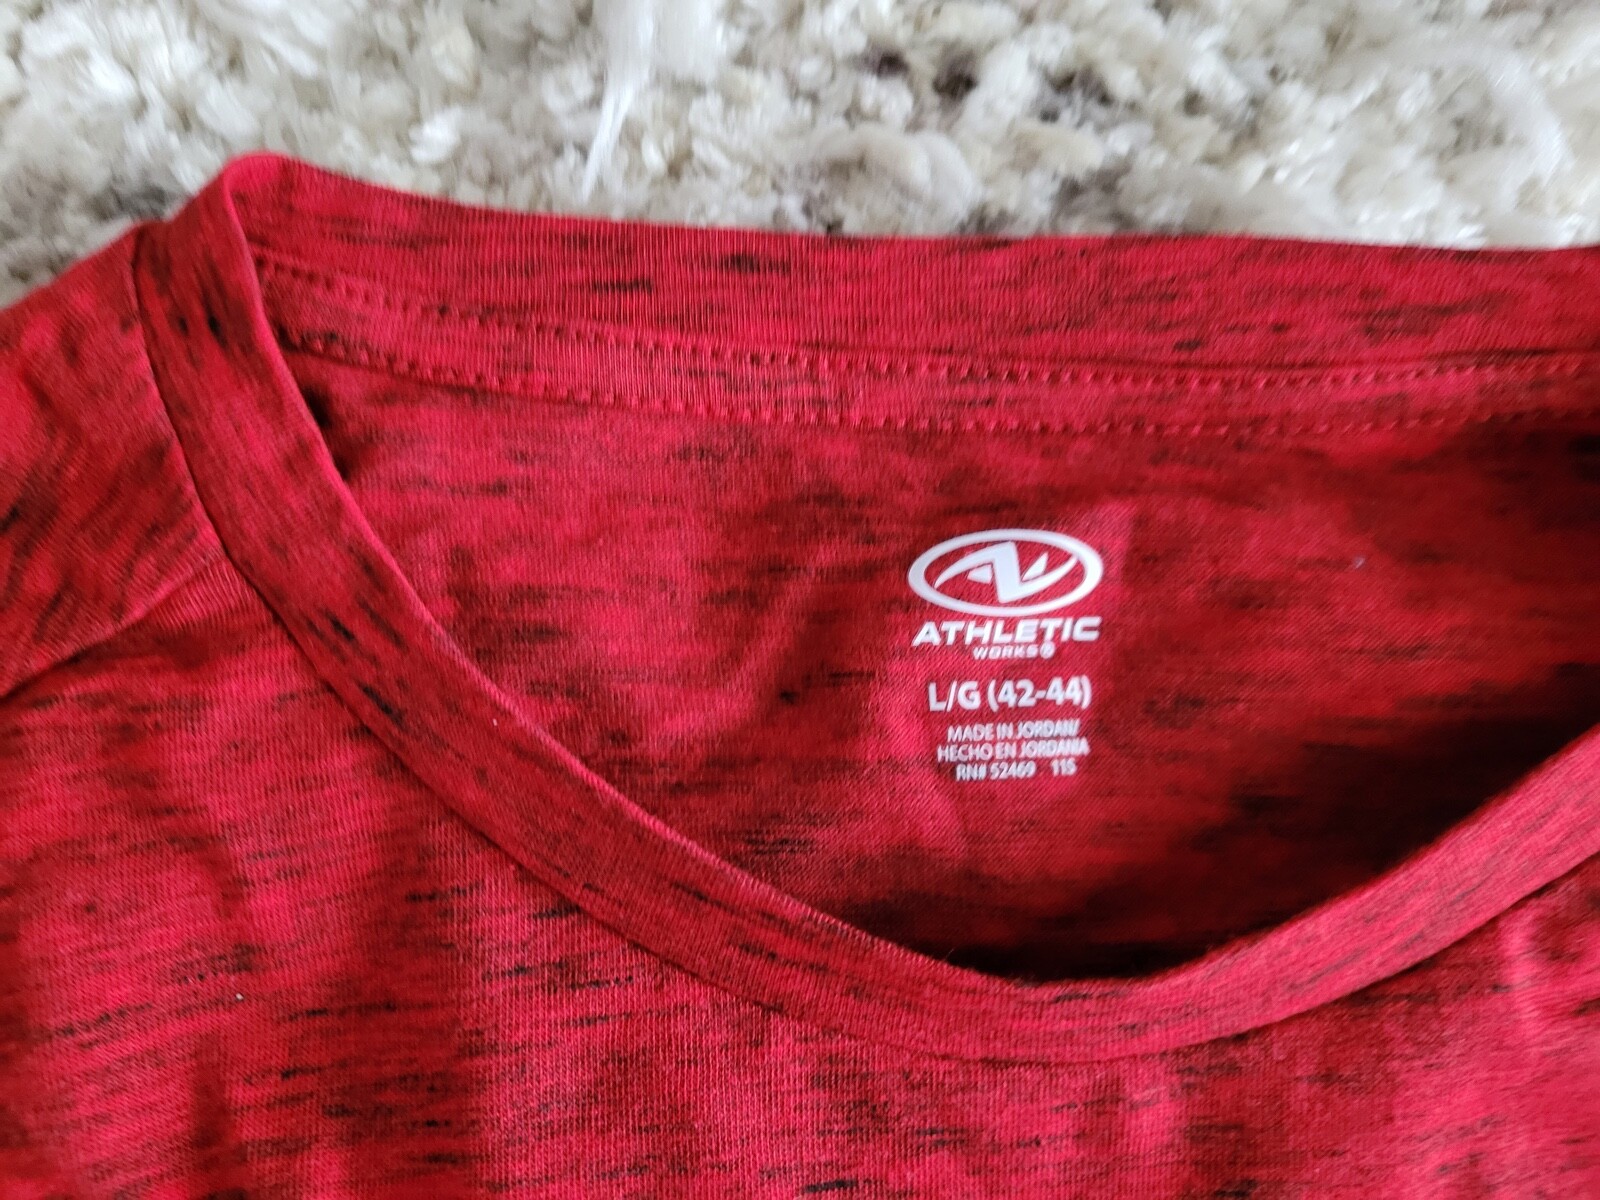 ATHLETIC
WORKS®
L/G (42-44)
MADE IN JORDAN/
HECHO EN JORDANIA
RN# 52469 11S